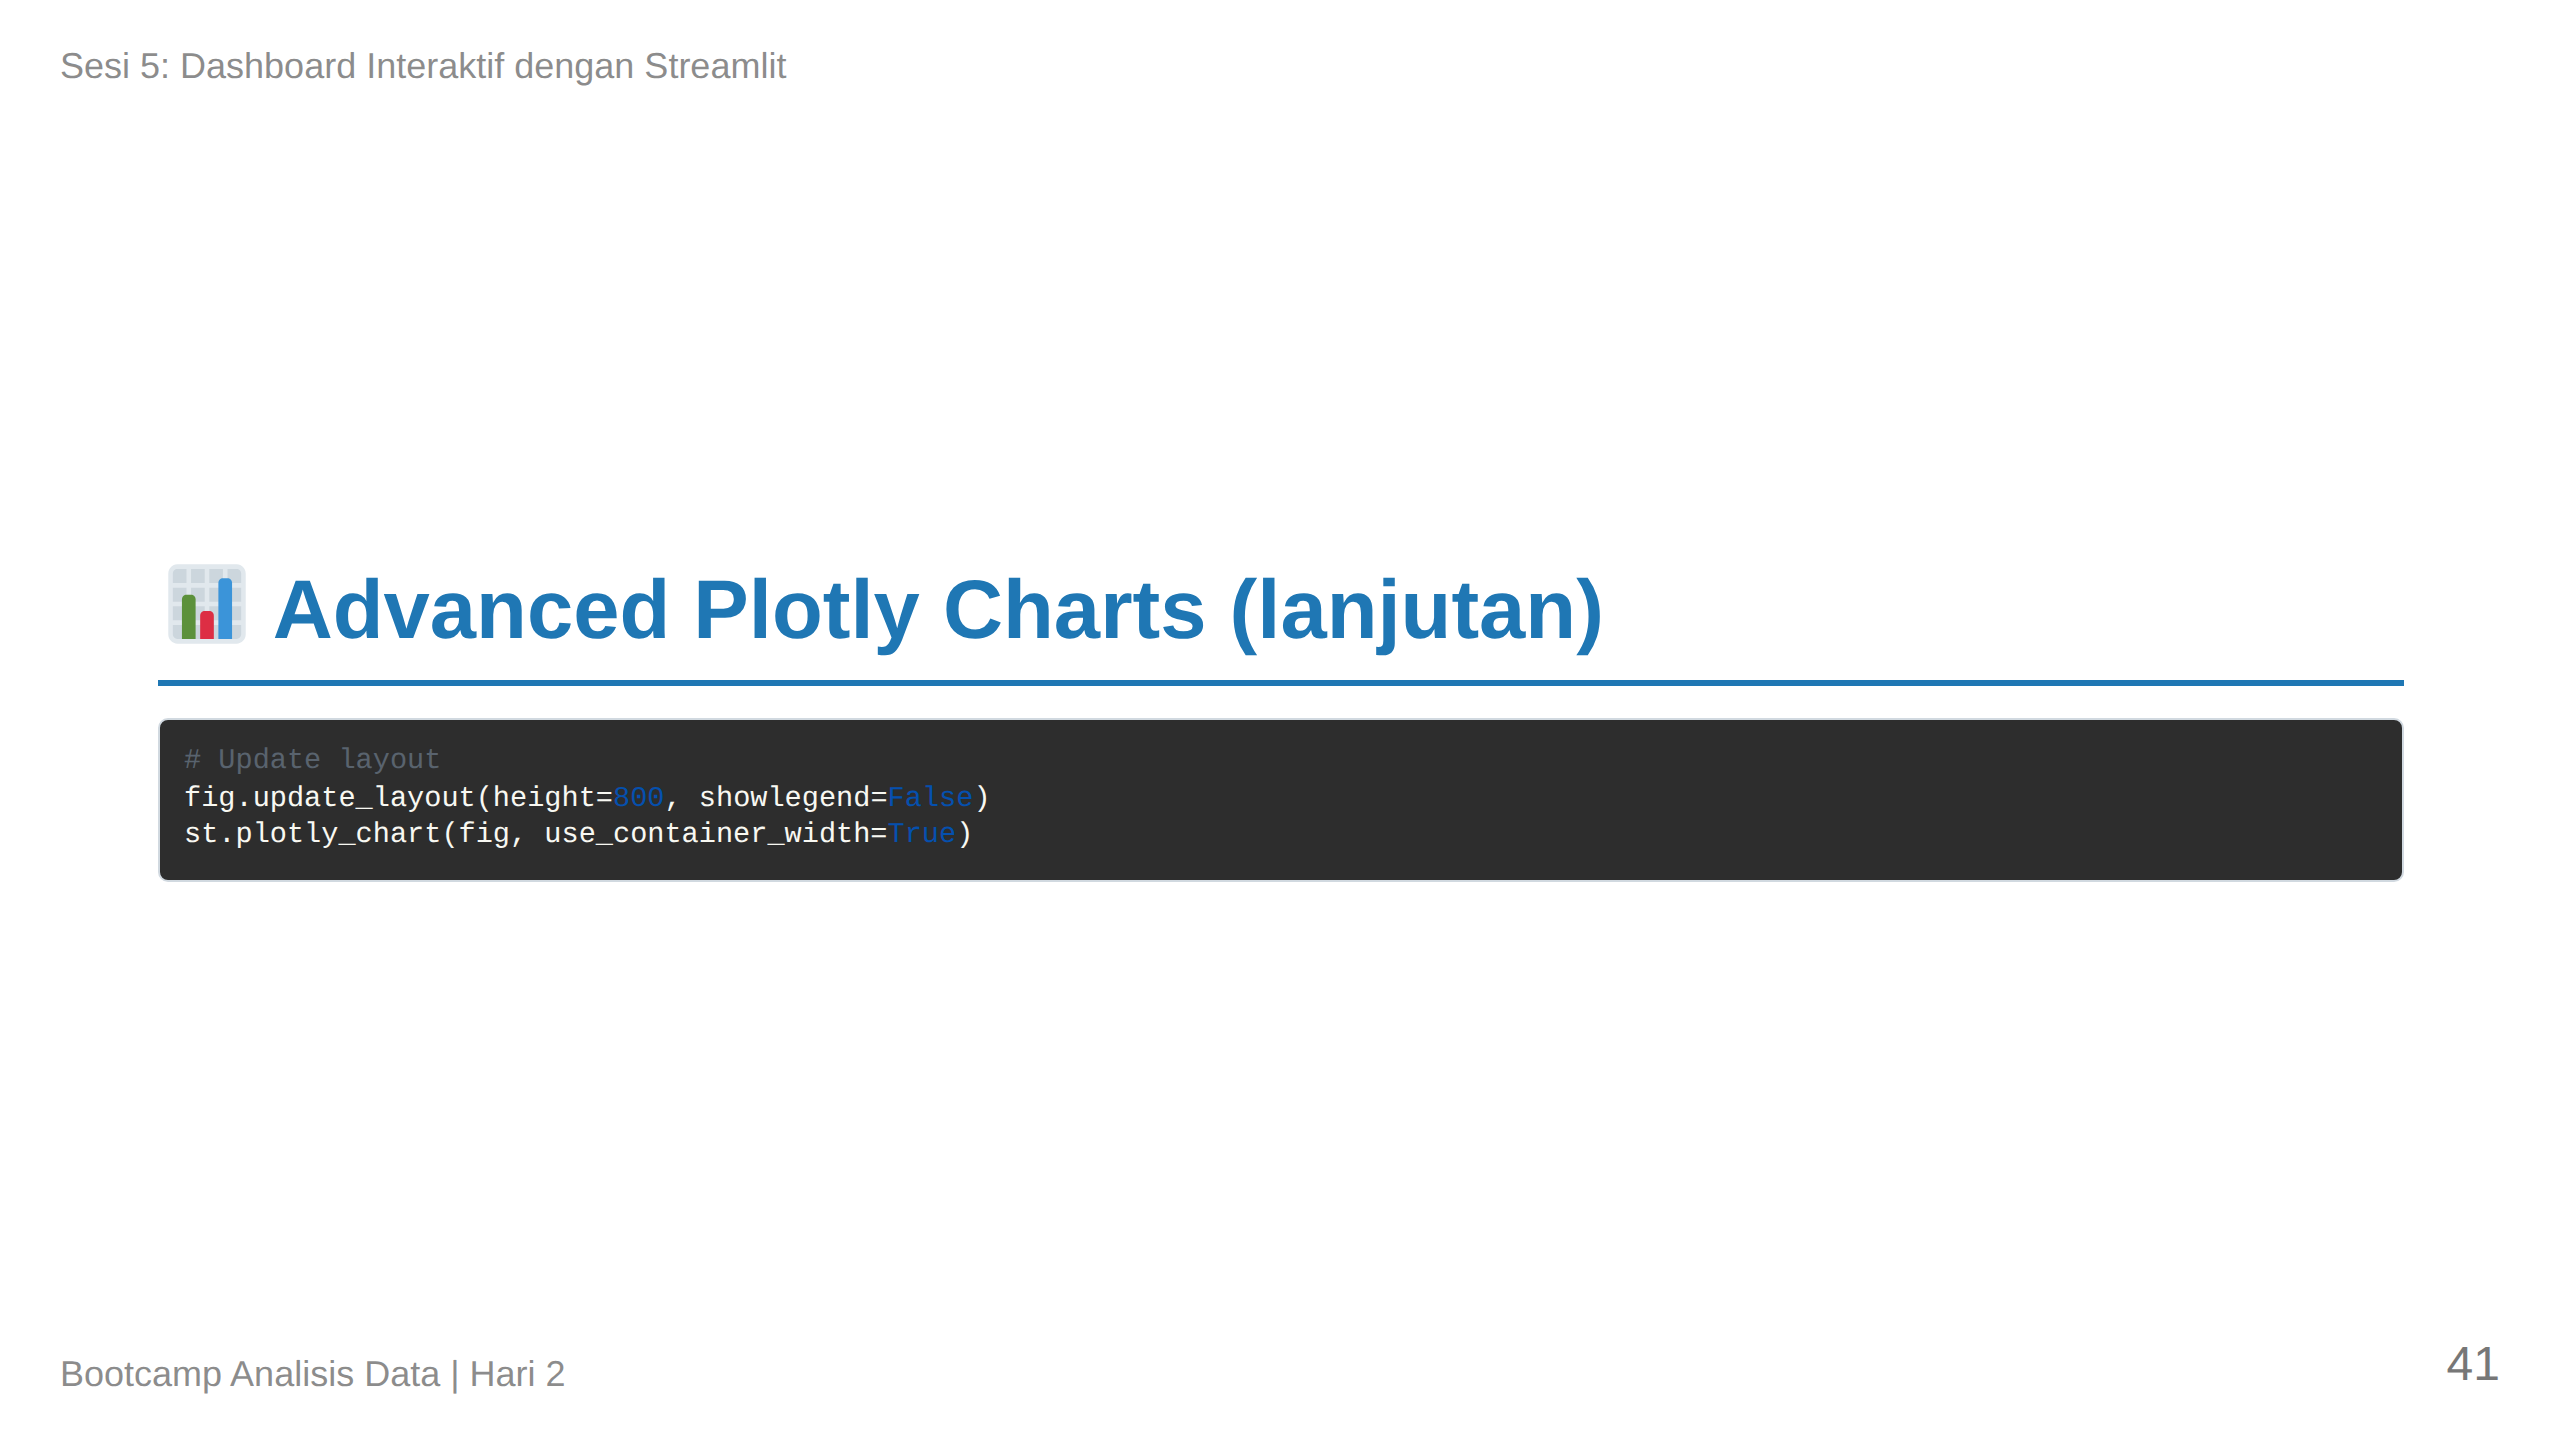 Sesi 5: Dashboard Interaktif dengan Streamlit
Advanced Plotly Charts (lanjutan)
# Update layout
fig.update_layout(height=800, showlegend=False)
st.plotly_chart(fig, use_container_width=True)
Bootcamp Analisis Data | Hari 2
41